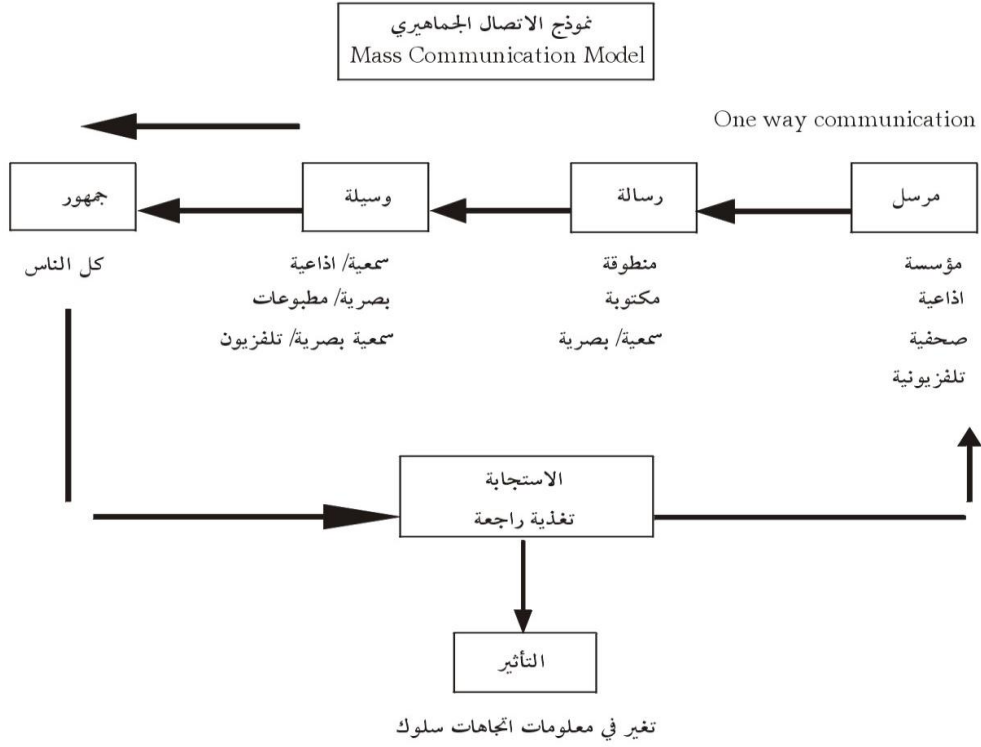 نموذج الاتصال الجماهيري
Mass Communication Model
One way communication
مرسل
مؤسسة
اذاعية
صحفية
تلفزيونية
رسالة
منطوقة
مكتوبة
سمعية/ بصرية
وسيلة
سمعية/ اذاعية
بصرية/ مطبوعات
سمعية بصرية/ تلفزيون
جمهور
كل الناس
الاستجابة
تغذية راجعة
التأثير
تغير في معلومات اتجاهات سلوك